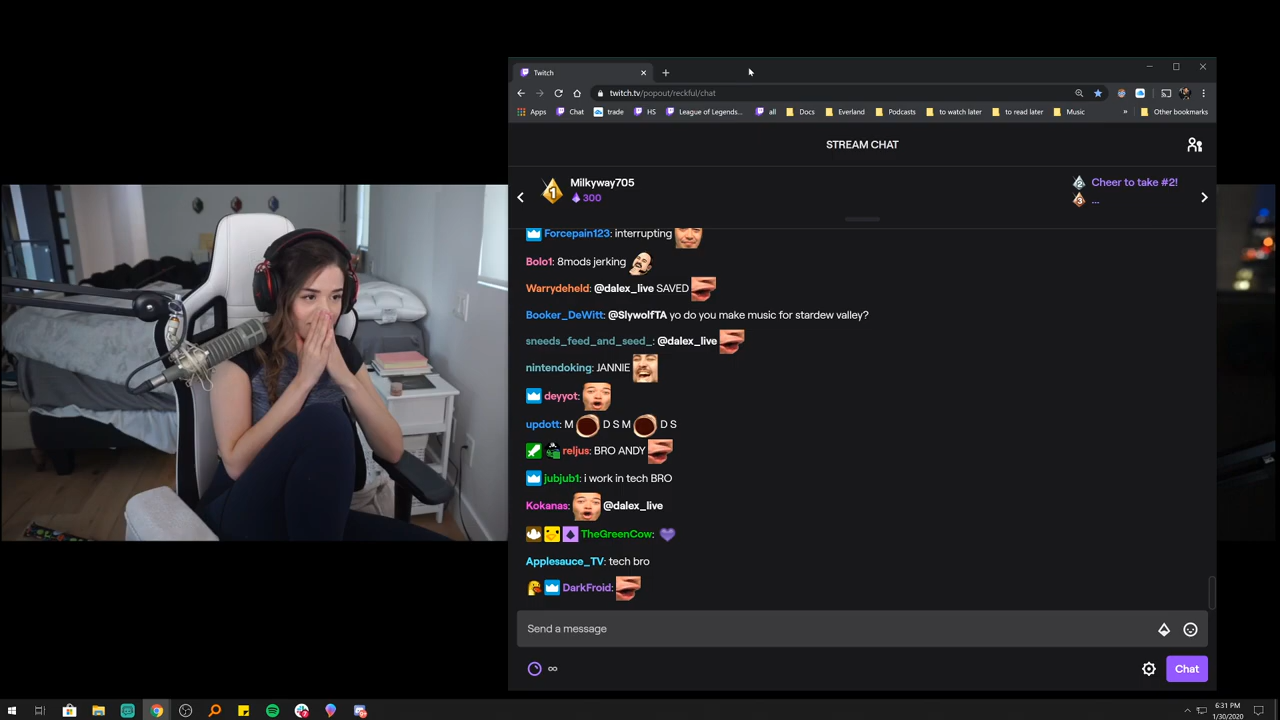 Twitch
twitch.tv/popout/reckful/chat
Apps Chat trade HS League of Legends... all Docs Everland Podcasts to watch later to read later Music » Other bookmarks
STREAM CHAT
1 Milkyway705
300
2 Cheer to take #2!
3 ...
Forcepain123: interrupting
Bolo1: 8mods jerking
Warrydeheld: @dalex_live SAVED
Booker_DeWitt: @SlywolfTA yo do you make music for stardew valley?
sneeds_feed_and_seed_: @dalex_live
nintendoking: JANNIE
deyyot:
updott: M D S M D S
reljus: BRO ANDY
jubjub1: i work in tech BRO
Kokanas: @dalex_live
TheGreenCow:
Applesauce_TV: tech bro
DarkFroid:
Send a message
∞ Chat
6:31 PM
1/30/2020